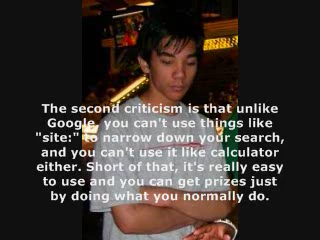 The second criticism is that unlike
Google, you can't use things like
"site:" to narrow down your search,
and you can't use it like calculator
either. Short of that, it's really easy
to use and you can get prizes just
by doing what you normally do.